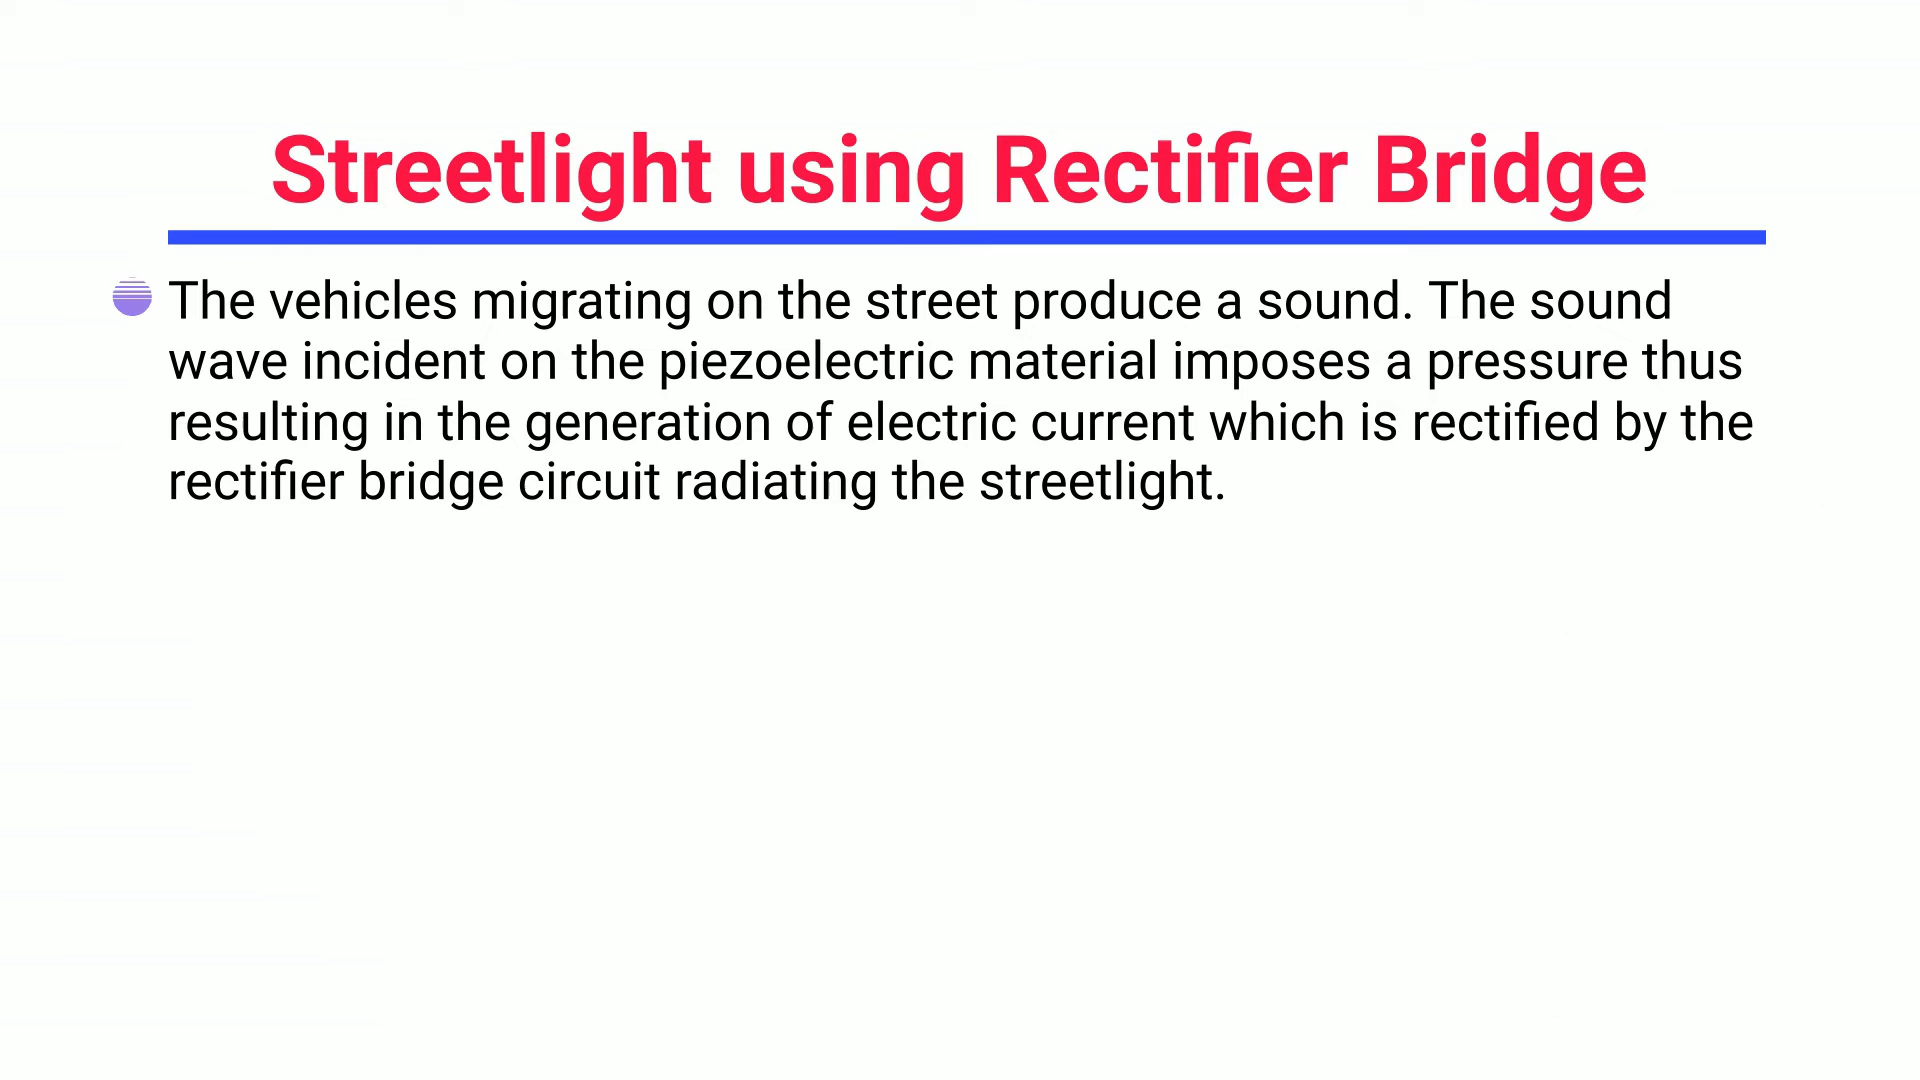 Streetlight using Rectifier Bridge
The vehicles migrating on the street produce a sound. The sound
wave incident on the piezoelectric material imposes a pressure thus
resulting in the generation of electric current which is rectified by the
rectifier bridge circuit radiating the streetlight.